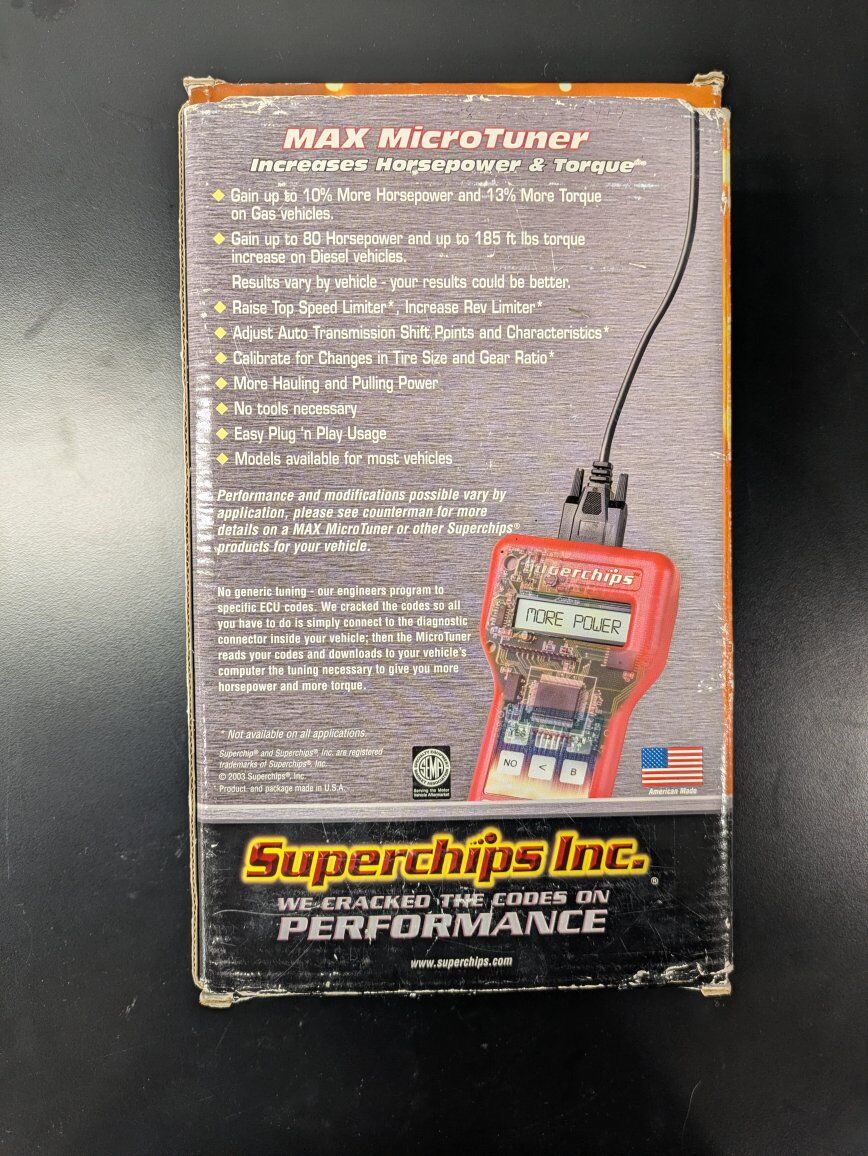 MAX MicroTuner
Increases Horsepower & Torque
◆ Gain up to 10% More Horsepower and 13% More Torque
on Gas vehicles.
◆ Gain up to 80 Horsepower and up to 185 ft lbs torque
increase on Diesel vehicles.
Results vary by vehicle - your results could be better.
◆ Raise Top Speed Limiter*, Increase Rev Limiter*
◆ Adjust Auto Transmission Shift Points and Characteristics*
◆ Calibrate for Changes in Tire Size and Gear Ratio*
◆ More Hauling and Pulling Power
◆ No tools necessary
◆ Easy Plug 'n Play Usage
◆ Models available for most vehicles
Performance and modifications possible vary by
application, please see counterman for more
details on a MAX MicroTuner or other Superchips®
products for your vehicle.
Superchips
MORE POWER
No generic tuning - our engineers program to
specific ECU codes. We cracked the codes so all
you have to do is simply connect to the diagnostic
connector inside your vehicle; then the MicroTuner
reads your codes and downloads to your vehicle's
computer the tuning necessary to give you more
horsepower and more torque.
NO < B
* Not available on all applications.
Superchip® and Superchips®, Inc. are registered
trademarks of Superchips®, Inc.
© 2003 Superchips®, Inc.
Product and package made in U.S.A.
SEMA
Serving the Motor
Vehicle Aftermarket
American Made
Superchips Inc.®
WE CRACKED THE CODES ON
PERFORMANCE
www.superchips.com